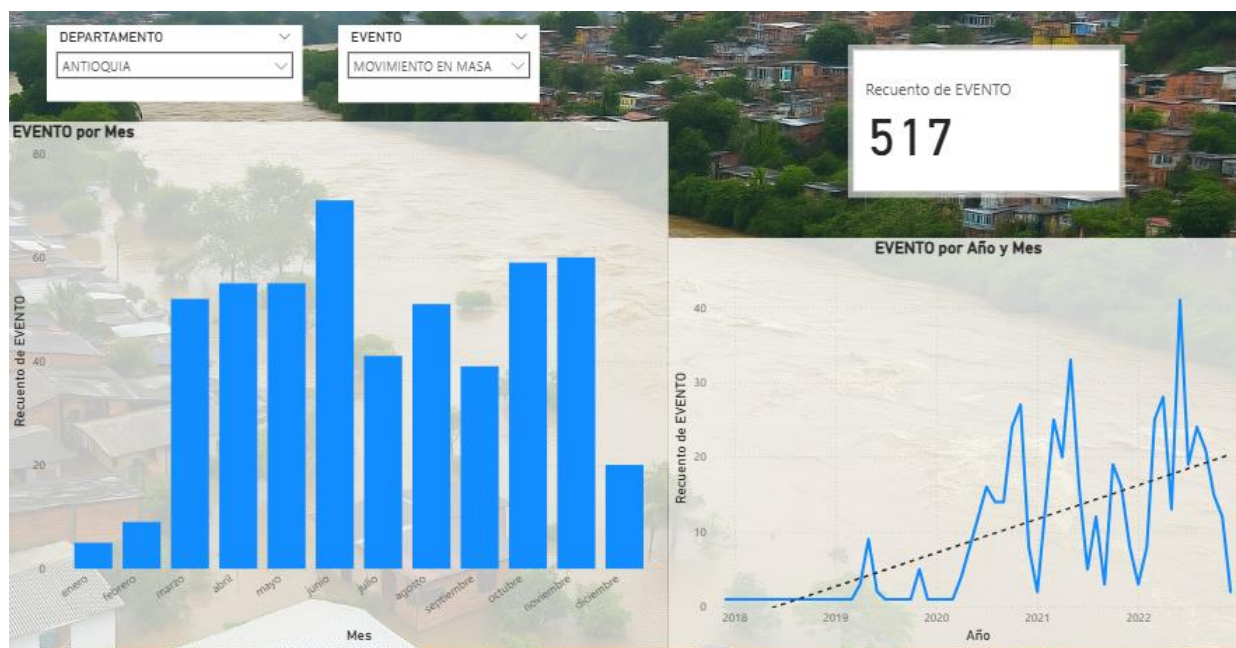 DEPARTAMENTO
ANTIOQUIA
EVENTO
MOVIMIENTO EN MASA
Recuento de EVENTO
517
EVENTO por Mes
80
60
40
20
0
Recuento de EVENTO
enero
febrero
marzo
abril
mayo
junio
julio
agosto
septiembre
octubre
noviembre
diciembre
Mes
EVENTO por Año y Mes
40
30
20
10
0
Recuento de EVENTO
2018
2019
2020
2021
2022
Año